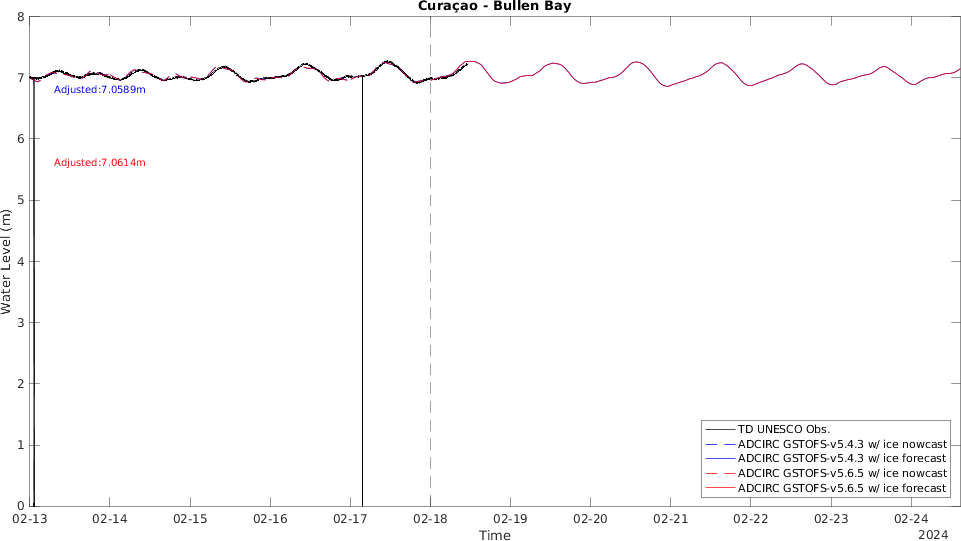 Curaçao - Bullen Bay
8
7
6
5
4
3
2
1
0
Water Level (m)
Adjusted:7.0589m
Adjusted:7.0614m
TD UNESCO Obs.
ADCIRC GSTOFS-v5.4.3 w/ ice nowcast
ADCIRC GSTOFS-v5.4.3 w/ ice forecast
ADCIRC GSTOFS-v5.6.5 w/ ice nowcast
ADCIRC GSTOFS-v5.6.5 w/ ice forecast
02-13 02-14 02-15 02-16 02-17 02-18 02-19 02-20 02-21 02-22 02-23 02-24
Time
2024